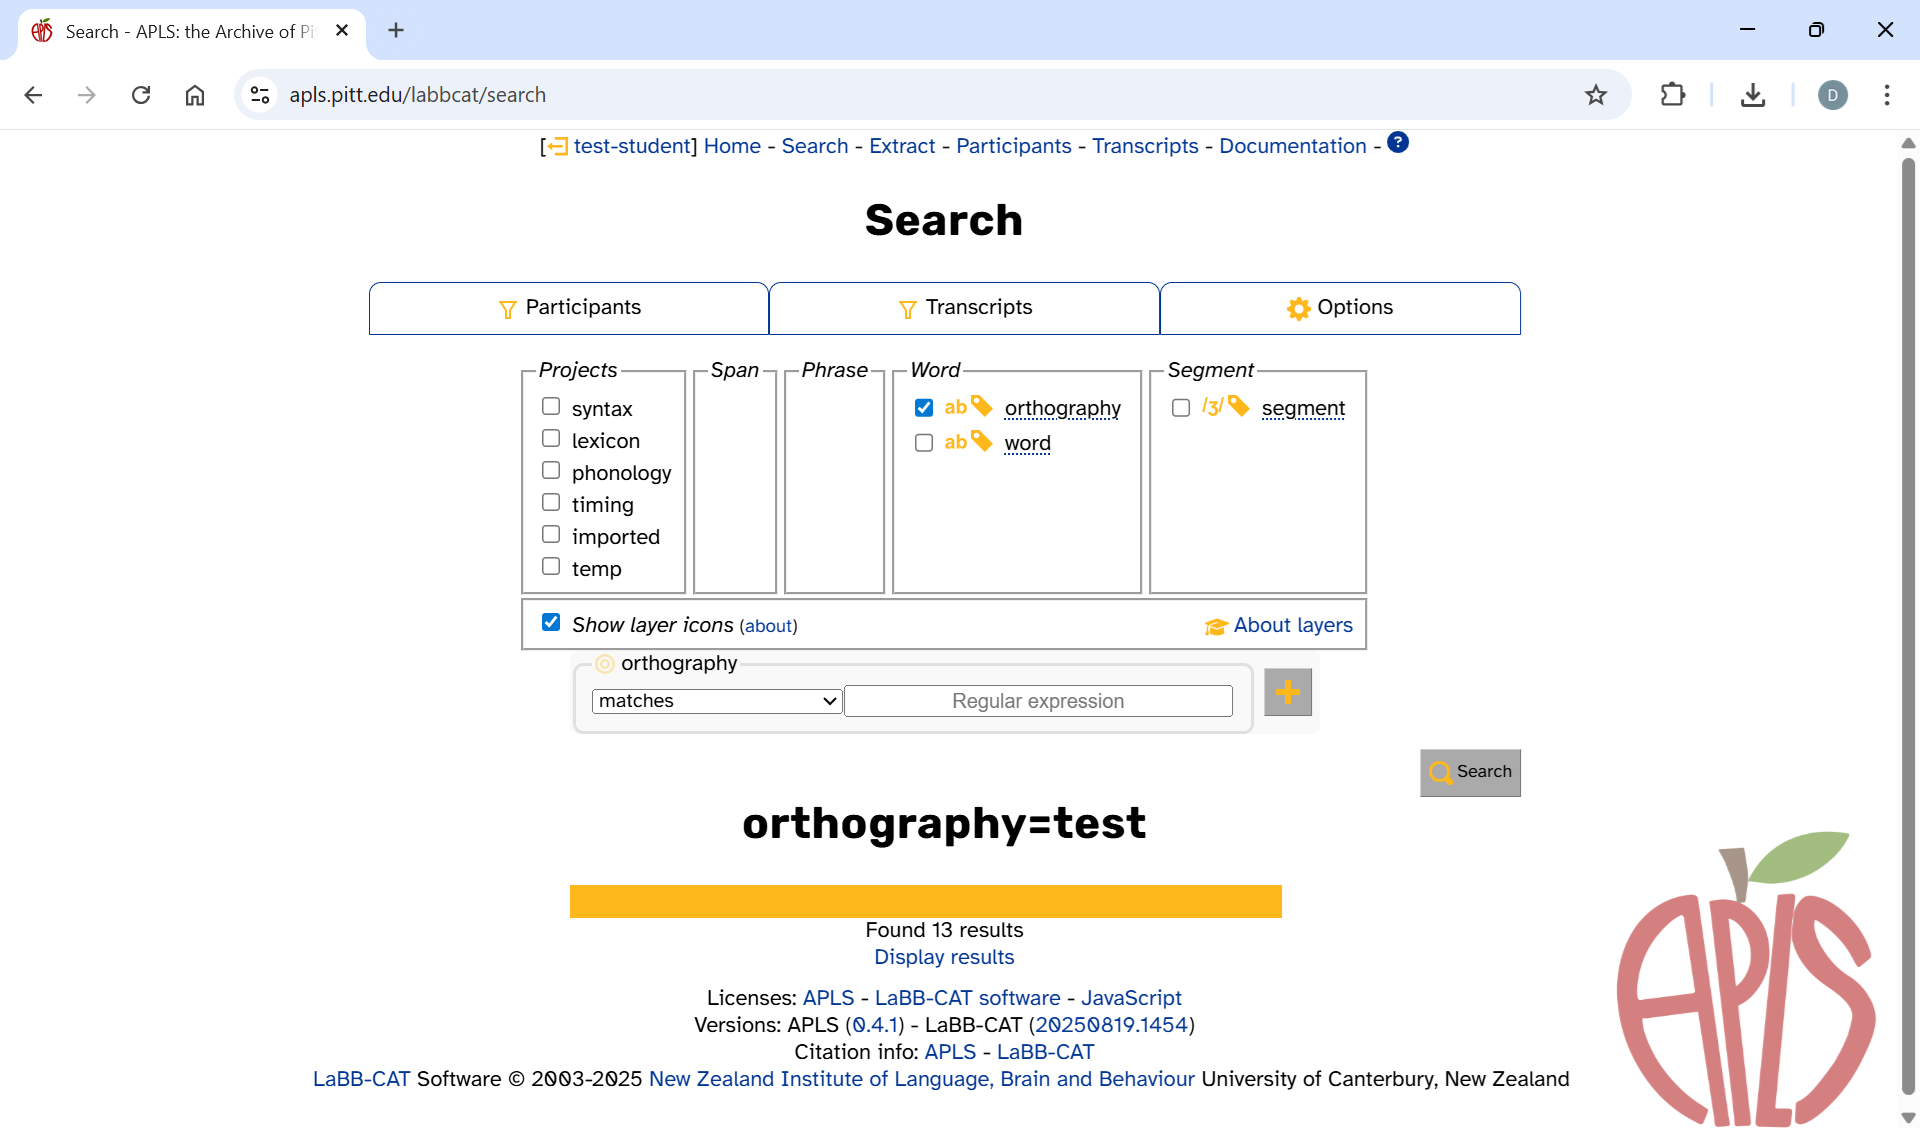 Search - APLS: the Archive of Pi
apls.pitt.edu/labbcat/search
D
[test-student] Home - Search - Extract - Participants - Transcripts - Documentation - ?
Search
Participants
Transcripts
Options
Projects
syntax
lexicon
phonology
timing
imported
temp
Span
Phrase
Word
ab orthography
ab word
Segment
/ʒ/ segment
Show layer icons (about)
About layers
orthography
matches
Regular expression
Search
orthography=test
Found 13 results
Display results
Licenses: APLS - LaBB-CAT software - JavaScript
Versions: APLS (0.4.1) - LaBB-CAT (20250819.1454)
Citation info: APLS - LaBB-CAT
LaBB-CAT Software © 2003-2025 New Zealand Institute of Language, Brain and Behaviour University of Canterbury, New Zealand
APLS